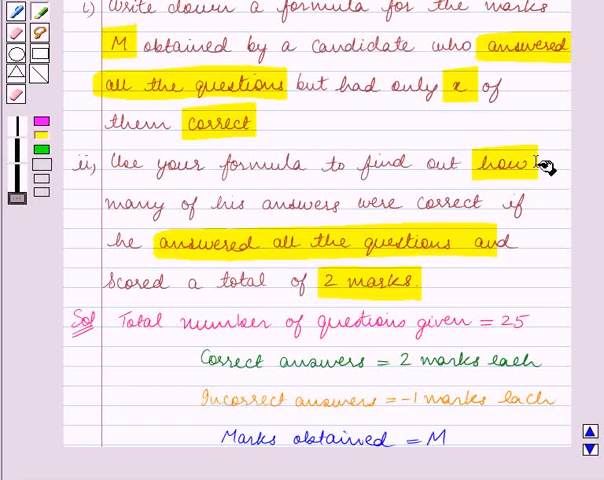 i) Write down a formula for the marks
M obtained by a candidate who answered
all the questions but had only x of
them correct
ii) Use your formula to find out how
many of his answers were correct if
he answered all the questions and
scored a total of 2 marks.
Sol Total number of questions given = 25
Correct answers = 2 marks each
Incorrect answers = -1 marks each
Marks obtained = M